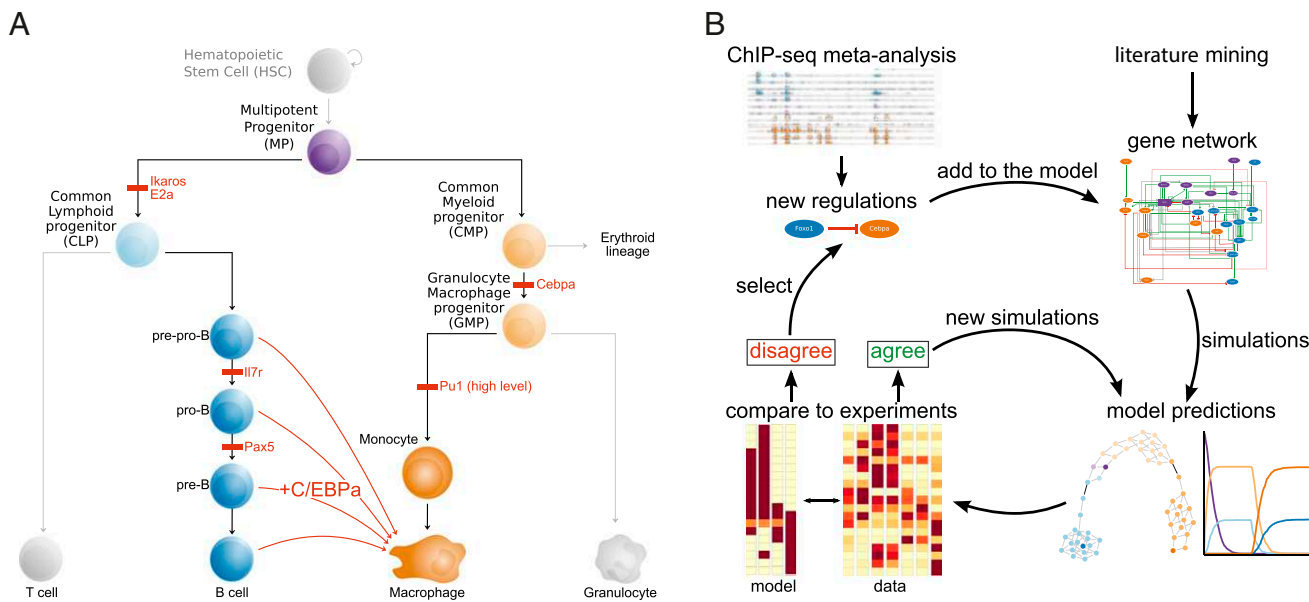 A
Hematopoietic
Stem Cell (HSC)
Multipotent
Progenitor
(MP)
Ikaros
E2a
Common
Lymphoid
progenitor
(CLP)
Common
Myeloid
progenitor
(CMP)
Erythroid
lineage
Cebpa
Granulocyte
Macrophage
progenitor
(GMP)
pre-pro-B
Il7r
Pu1 (high level)
pro-B
Pax5
Monocyte
pre-B
+C/EBPa
T cell
B cell
Macrophage
Granulocyte
B
ChIP-seq meta-analysis
literature mining
gene network
add to the model
new regulations
Foxo1
Cebpa
select
new simulations
simulations
disagree
agree
compare to experiments
model predictions
model
data